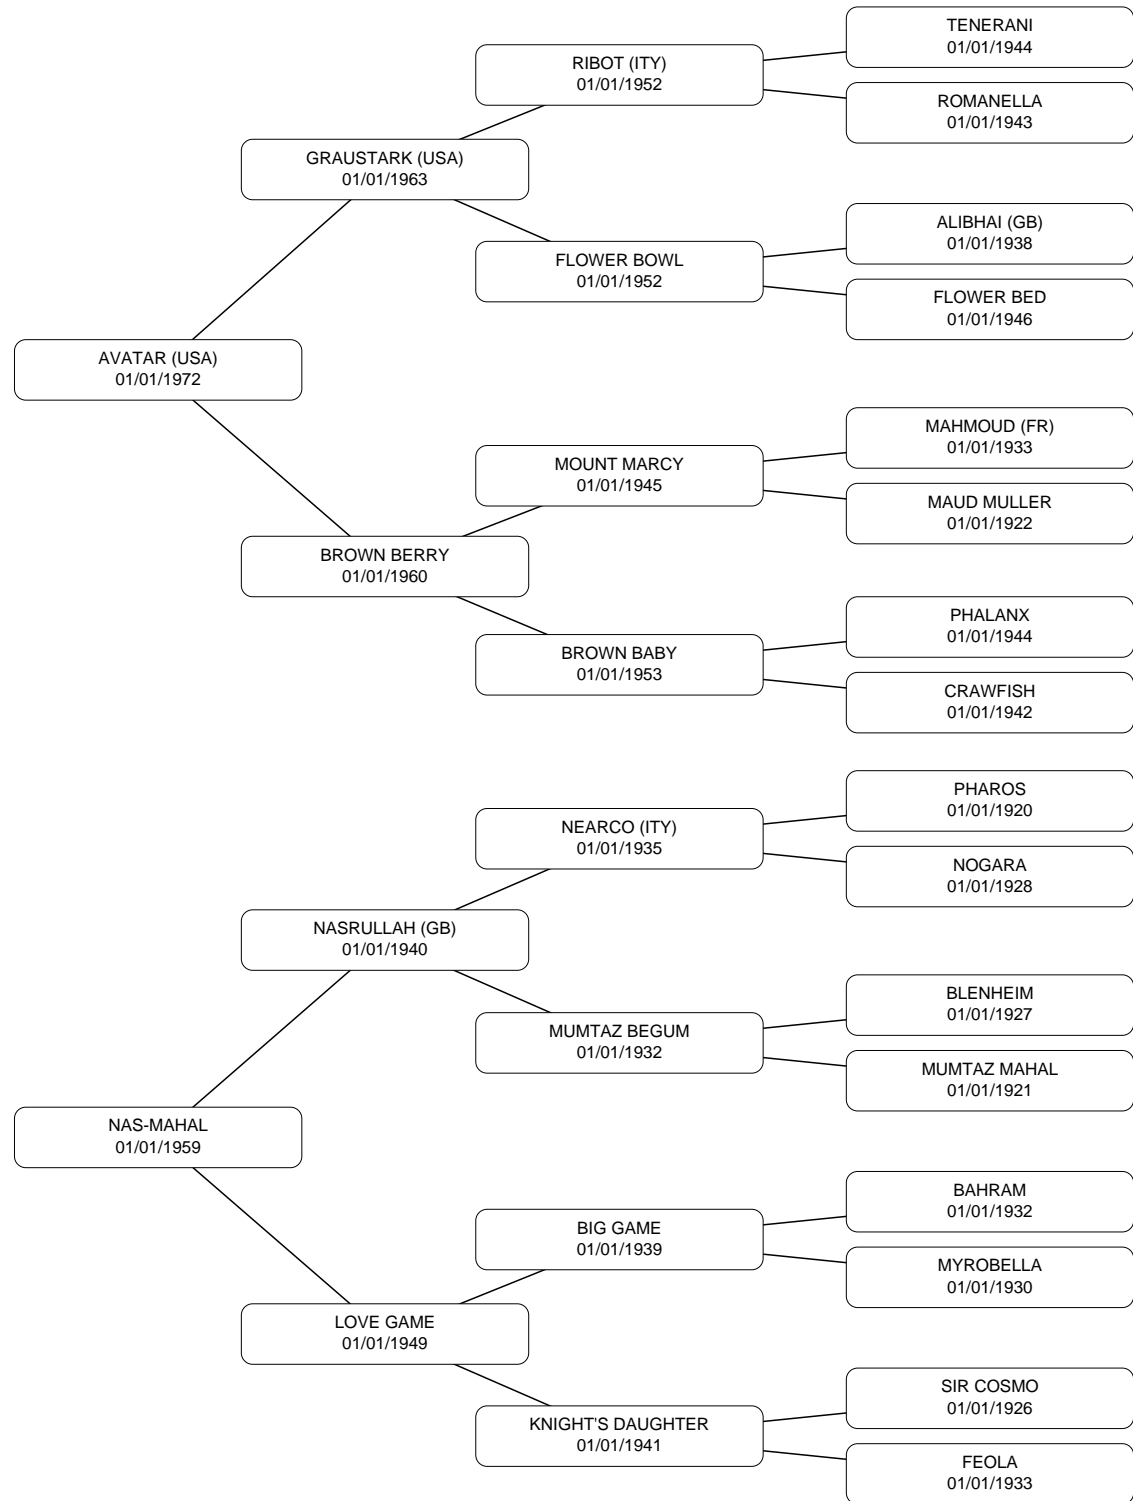 TENERANI
01/01/1944
RIBOT (ITY)
01/01/1952
ROMANELLA
01/01/1943
GRAUSTARK (USA)
01/01/1963
ALIBHAI (GB)
01/01/1938
FLOWER BOWL
01/01/1952
FLOWER BED
01/01/1946
AVATAR (USA)
01/01/1972
MAHMOUD (FR)
01/01/1933
MOUNT MARCY
01/01/1945
MAUD MULLER
01/01/1922
BROWN BERRY
01/01/1960
PHALANX
01/01/1944
BROWN BABY
01/01/1953
CRAWFISH
01/01/1942
PHAROS
01/01/1920
NEARCO (ITY)
01/01/1935
NOGARA
01/01/1928
NASRULLAH (GB)
01/01/1940
BLENHEIM
01/01/1927
MUMTAZ BEGUM
01/01/1932
MUMTAZ MAHAL
01/01/1921
NAS-MAHAL
01/01/1959
BAHRAM
01/01/1932
BIG GAME
01/01/1939
MYROBELLA
01/01/1930
LOVE GAME
01/01/1949
SIR COSMO
01/01/1926
KNIGHT'S DAUGHTER
01/01/1941
FEOLA
01/01/1933